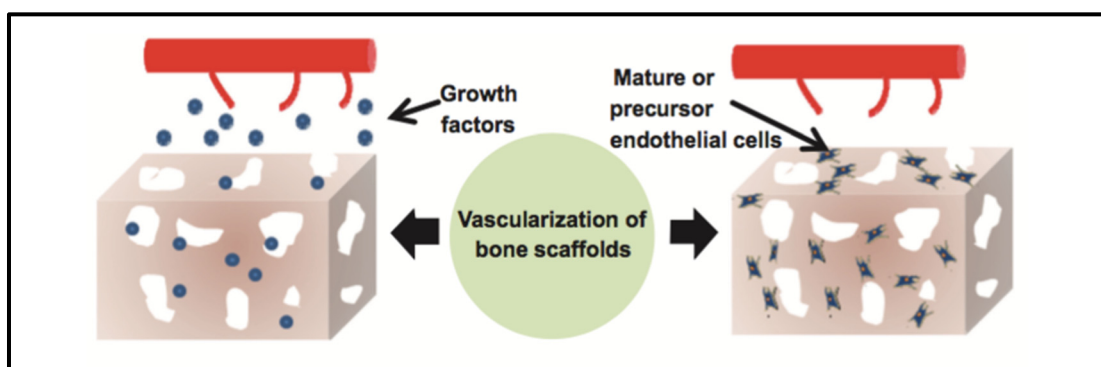 Growth
factors
Vascularization of
bone scaffolds
Mature or
precursor
endothelial cells